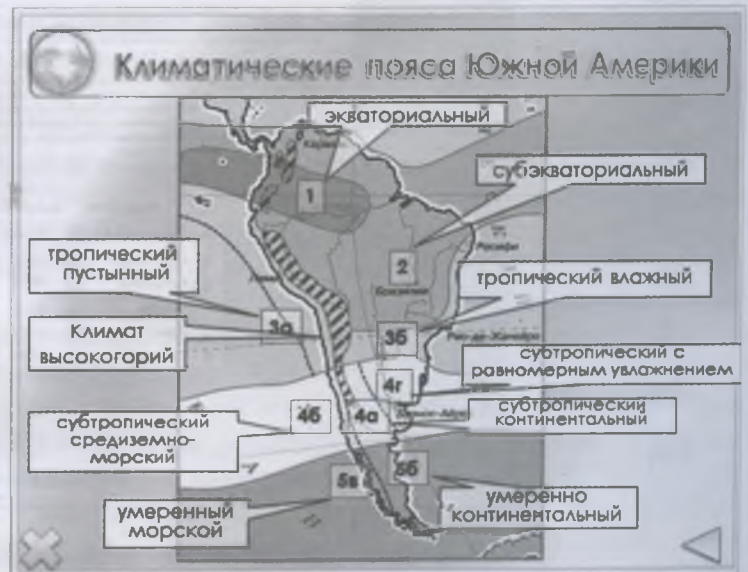 Климатические пояса Южной Америки
экваториальный
1
субэкваториальный
2
тропический
пустынный
тропический влажный
3а
3б
Климат
высокогорий
субтропический с
равномерным увлажнением
4г
4б
4а
субтропический
средиземно-
морский
субтропический
континентальный
5в
5б
умеренный
морской
умеренно
континентальный